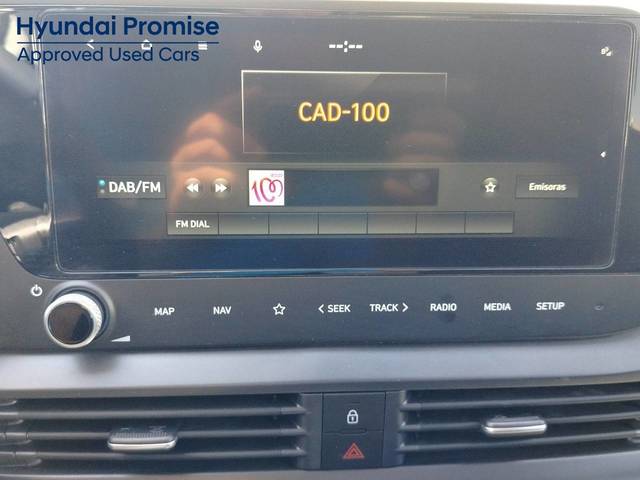 Hyundai Promise
Approved Used Cars
--:--
CAD-100
DAB/FM
100
Emisoras
FM DIAL
MAP
NAV
< SEEK
TRACK >
RADIO
MEDIA
SETUP